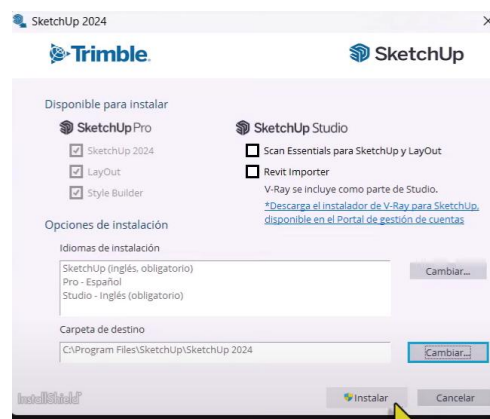 SketchUp 2024
Trimble.
SketchUp
Disponible para instalar
SketchUp Pro
SketchUp 2024
LayOut
Style Builder
SketchUp Studio
Scan Essentials para SketchUp y LayOut
Revit Importer
V-Ray se incluye como parte de Studio.
*Descarga el instalador de V-Ray para SketchUp,
disponible en el Portal de gestión de cuentas
Opciones de instalación
Idiomas de instalación
SketchUp (inglés, obligatorio)
Pro - Español
Studio - Inglés (obligatorio)
Cambiar...
Carpeta de destino
C:\Program Files\SketchUp\SketchUp 2024
Cambiar...
InstallShield
Instalar
Cancelar